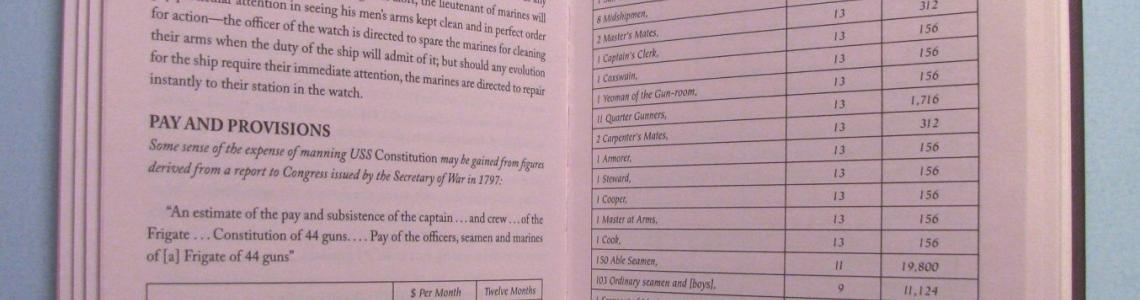 attention in seeing his men's arms kept clean and in perfect order
the lieutenant of marines will
for action—the officer of the watch is directed to spare the marines for cleaning
their arms when the duty of the ship will admit of it; but should any evolution
for the ship require their immediate attention, the marines are directed to repair
instantly to their station in the watch.
PAY AND PROVISIONS
Some sense of the expense of manning USS Constitution may be gained from figures
derived from a report to Congress issued by the Secretary of War in 1797:
"An estimate of the pay and subsistence of the captain . . . and crew . . . of the
Frigate . . . Constitution of 44 guns. . . . Pay of the officers, seamen and marines
of [a] Frigate of 44 guns"
$ Per Month Twelve Months
8 Midshipmen,
2 Master's Mates, 13 312
1 Captain's Clerk, 13 156
1 Coxswain, 13 156
1 Yeoman of the Gun-room, 13 156
11 Quarter Gunners, 13 1,716
2 Carpenter's Mates, 13 312
1 Armorer, 13 156
1 Steward, 13 156
1 Cooper, 13 156
1 Master at Arms, 13 156
1 Cook, 13 156
150 Able Seamen, 11 19,800
103 Ordinary seamen and [boys], 9 11,124